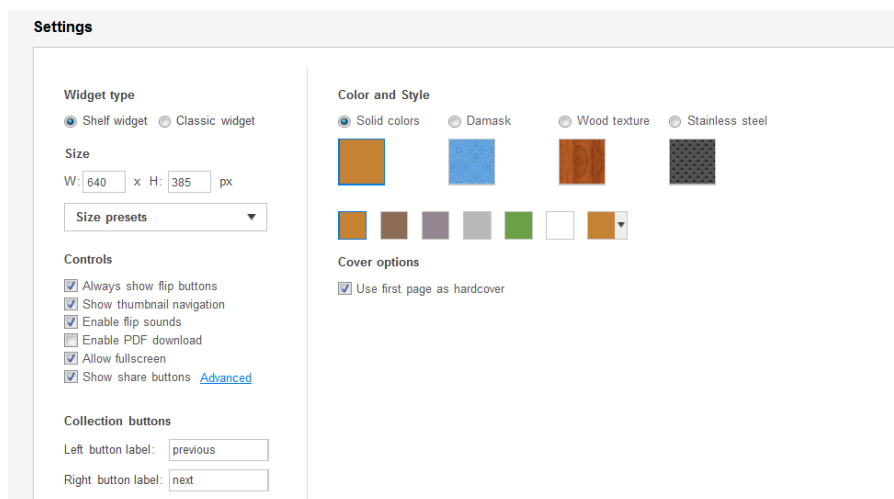 Settings
Widget type
Shelf widget Classic widget
Size
W: 640 x H: 385 px
Size presets
Controls
Always show flip buttons
Show thumbnail navigation
Enable flip sounds
Enable PDF download
Allow fullscreen
Show share buttons Advanced
Collection buttons
Left button label: previous
Right button label: next
Color and Style
Solid colors Damask Wood texture Stainless steel
Cover options
Use first page as hardcover